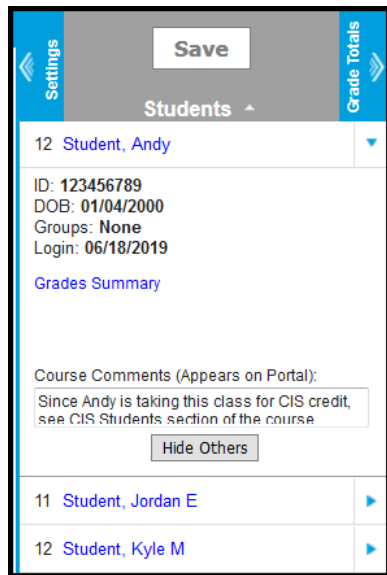 Settings
Save
Grade Totals
Students
12 Student, Andy
ID: 123456789
DOB: 01/04/2000
Groups: None
Login: 06/18/2019
Grades Summary
Course Comments (Appears on Portal):
Since Andy is taking this class for CIS credit,
see CIS Students section of the course
Hide Others
11 Student, Jordan E
12 Student, Kyle M